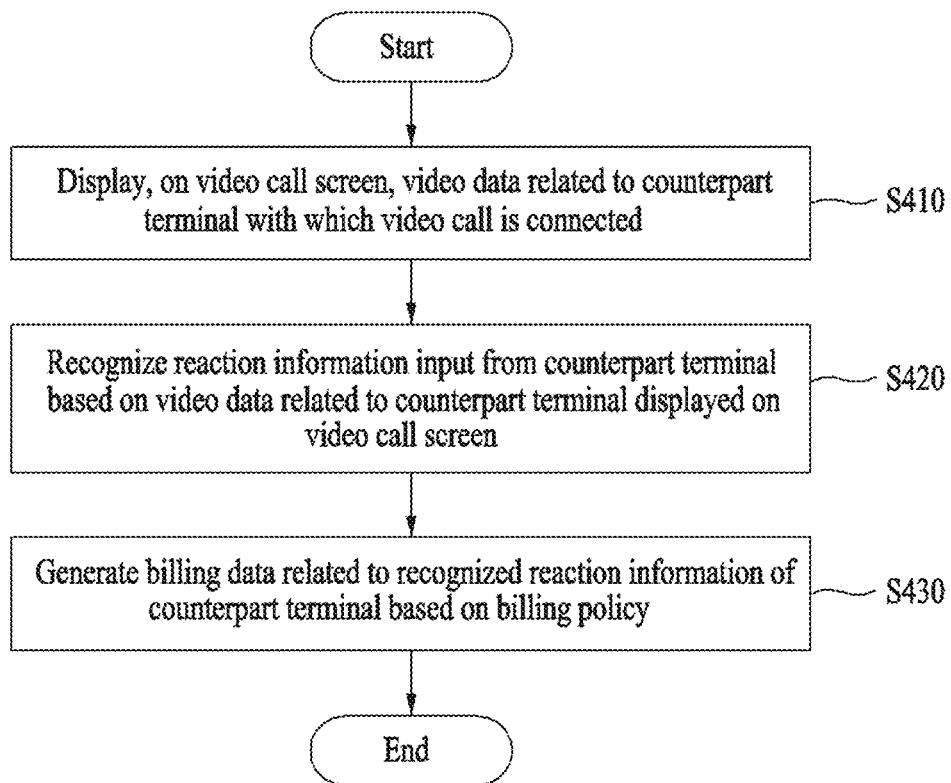 Start
Display, on video call screen, video data related to counterpart
terminal with which video call is connected
S410
Recognize reaction information input from counterpart terminal
based on video data related to counterpart terminal displayed on
video call screen
S420
Generate billing data related to recognized reaction information of
counterpart terminal based on billing policy
S430
End